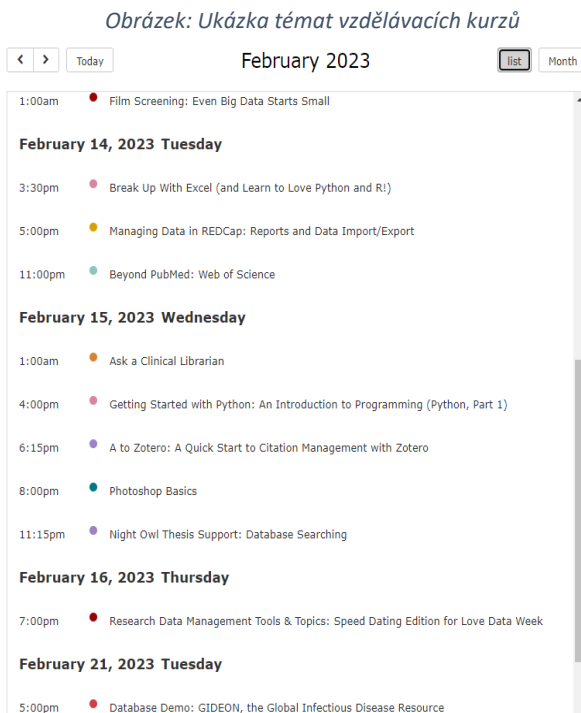 Obrázek: Ukázka témat vzdělávacích kurzů
< > Today February 2023 list Month
1:00am Film Screening: Even Big Data Starts Small
February 14, 2023 Tuesday
3:30pm Break Up With Excel (and Learn to Love Python and R!)
5:00pm Managing Data in REDCap: Reports and Data Import/Export
11:00pm Beyond PubMed: Web of Science
February 15, 2023 Wednesday
1:00am Ask a Clinical Librarian
4:00pm Getting Started with Python: An Introduction to Programming (Python, Part 1)
6:15pm A to Zotero: A Quick Start to Citation Management with Zotero
8:00pm Photoshop Basics
11:15pm Night Owl Thesis Support: Database Searching
February 16, 2023 Thursday
7:00pm Research Data Management Tools & Topics: Speed Dating Edition for Love Data Week
February 21, 2023 Tuesday
5:00pm Database Demo: GIDEON, the Global Infectious Disease Resource